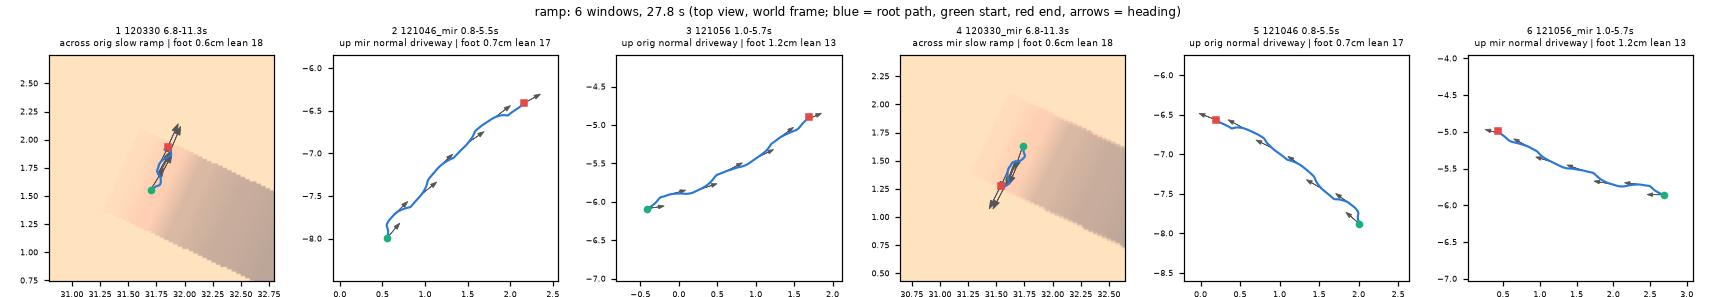 ramp: 6 windows, 27.8 s (top view, world frame; blue = root path, green start, red end, arrows = heading)
1 120330 6.8-11.3s
across orig slow ramp | foot 0.6cm lean 18
2.50
2.25
2.00
1.75
1.50
1.25
1.00
0.75
31.00 31.25 31.50 31.75 32.00 32.25 32.50 32.75
2 121046_mir 0.8-5.5s
up mir normal driveway | foot 0.7cm lean 17
−6.0
−6.5
−7.0
−7.5
−8.0
0.0 0.5 1.0 1.5 2.0 2.5
3 121056 1.0-5.7s
up orig normal driveway | foot 1.2cm lean 13
−4.5
−5.0
−5.5
−6.0
−6.5
−7.0
−0.5 0.0 0.5 1.0 1.5 2.0
4 120330_mir 6.8-11.3s
across mir slow ramp | foot 0.6cm lean 18
2.25
2.00
1.75
1.50
1.25
1.00
0.75
0.50
30.75 31.00 31.25 31.50 31.75 32.00 32.25 32.50
5 121046 0.8-5.5s
up orig normal driveway | foot 0.7cm lean 17
−6.0
−6.5
−7.0
−7.5
−8.0
−8.5
0.0 0.5 1.0 1.5 2.0 2.5
6 121056_mir 1.0-5.7s
up mir normal driveway | foot 1.2cm lean 13
−4.0
−4.5
−5.0
−5.5
−6.0
−6.5
0.5 1.0 1.5 2.0 2.5 3.0